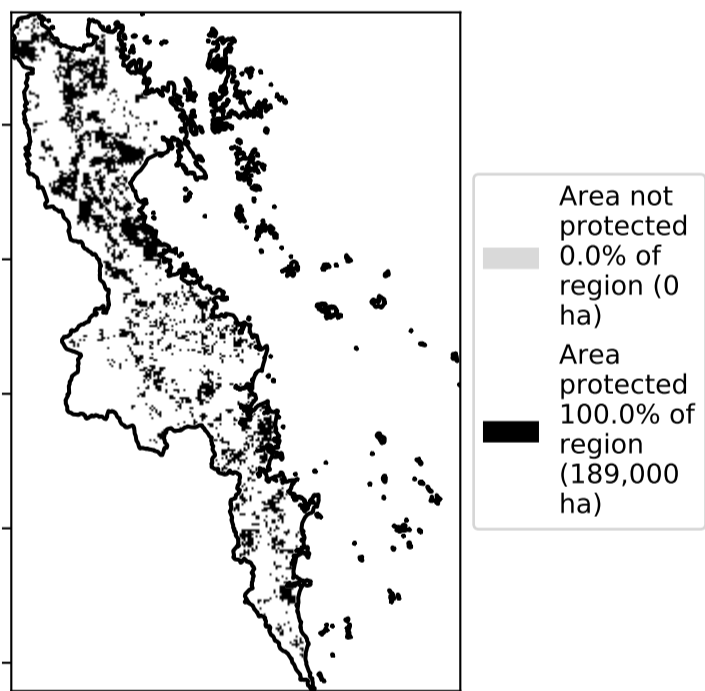 Area not
protected
0.0% of
region (0
ha)
Area
protected
100.0% of
region
(189,000
ha)